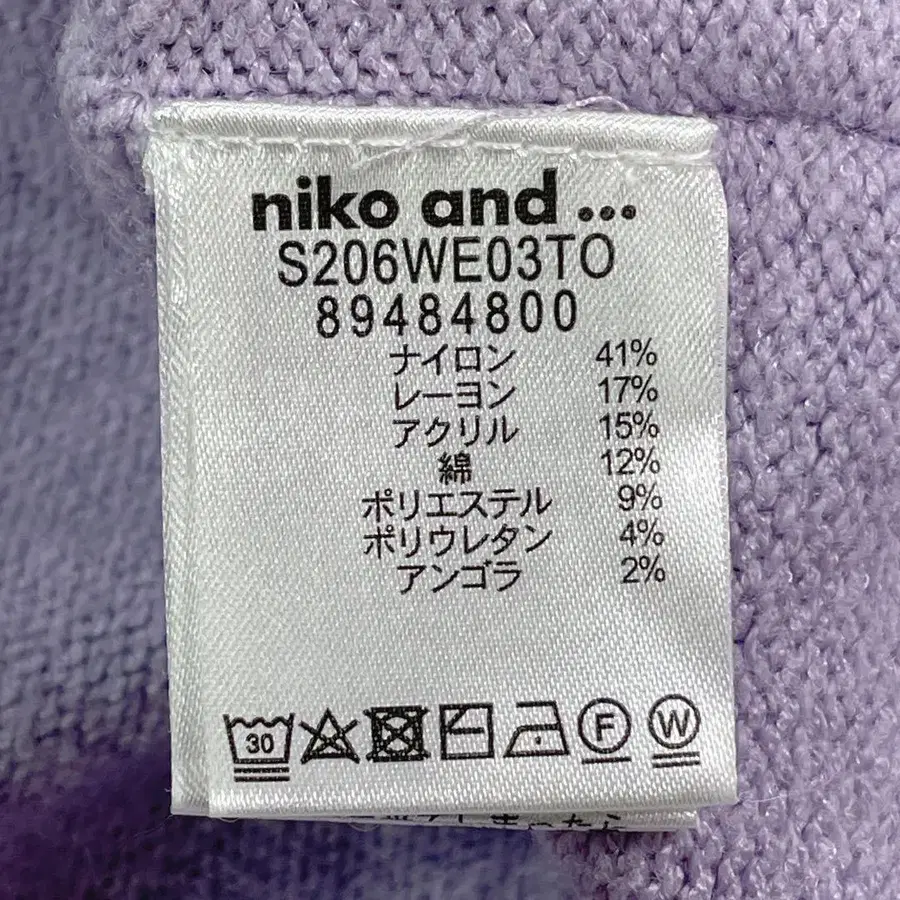 niko and ...
S206WE03TO
89484800
ナイロン 41%
レーヨン 17%
アクリル 15%
綿 12%
ポリエステル 9%
ポリウレタン 4%
アンゴラ 2%
30 F W